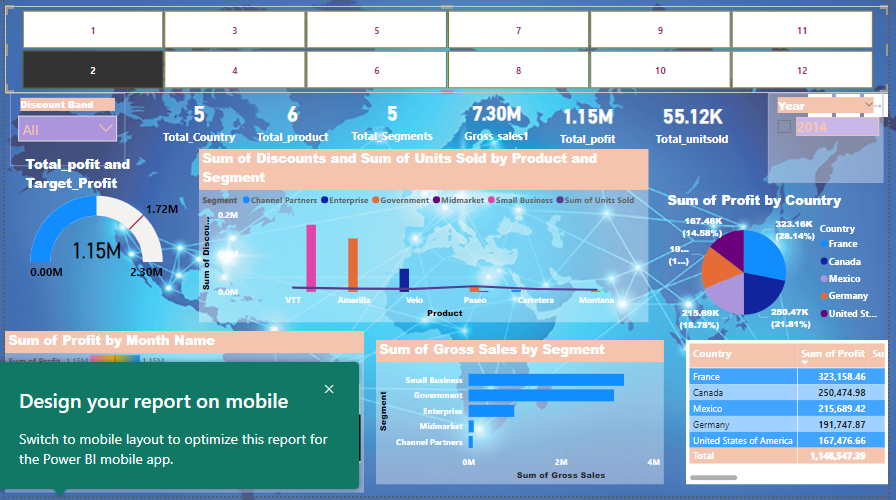 1 3 5 7 9 11
2 4 6 8 10 12
Discount Band
All
5
Total_Country
6
Total_product
5
Total_Segments
7.30M
Gross_sales1
1.15M
Total_pofit
55.12K
Total_unitsold
Year
2014
Total_pofit and
Target_Profit
1.72M
1.15M
0.00M
2.30M
Sum of Discounts and Sum of Units Sold by Product and
Segment
Segment Channel Partners Enterprise Government Midmarket Small Business Sum of Units Sold
Sum of Discou...
0.2M
0.0M
VTT Amarilla Velo Paseo Carretera Montana
Product
Sum of Profit by Country
167.48K
(14.58%)
323.16K
(28.14%)
19...
(1...)
215.69K
(18.78%)
250.47K
(21.81%)
Country
France
Canada
Mexico
Germany
United St...
Sum of Profit by Month Name
Sum of Profit 1.15M 1.15M
Design your report on mobile
Switch to mobile layout to optimize this report for
the Power BI mobile app.
Sum of Gross Sales by Segment
Segment
Small Business
Government
Enterprise
Midmarket
Channel Partners
0M 2M 4M
Sum of Gross Sales
Country Sum of Profit Su
France 323,158.46
Canada 250,474.98
Mexico 215,689.42
Germany 191,747.87
United States of America 167,476.66
Total 1,148,547.39